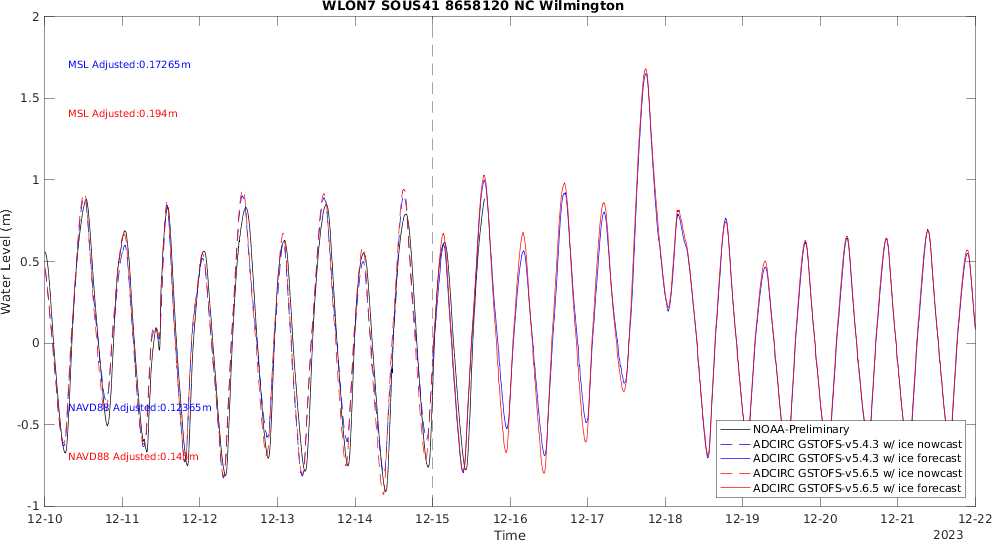 WLON7 SOUS41 8658120 NC Wilmington
2
1.5
1
0.5
0
-0.5
-1
Water Level (m)
MSL Adjusted:0.17265m
MSL Adjusted:0.194m
NAVD88 Adjusted:0.12365m
NAVD88 Adjusted:0.145m
NOAA-Preliminary
ADCIRC GSTOFS-v5.4.3 w/ ice nowcast
ADCIRC GSTOFS-v5.4.3 w/ ice forecast
ADCIRC GSTOFS-v5.6.5 w/ ice nowcast
ADCIRC GSTOFS-v5.6.5 w/ ice forecast
12-10 12-11 12-12 12-13 12-14 12-15 12-16 12-17 12-18 12-19 12-20 12-21 12-22
Time
2023